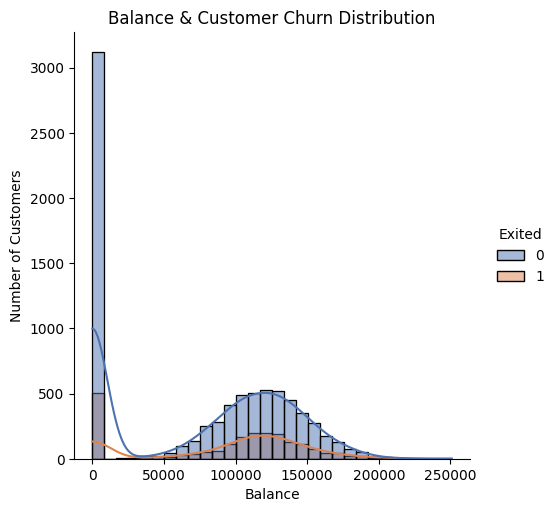 Balance & Customer Churn Distribution
3000
2500
2000
1500
1000
500
0
Number of Customers
0 50000 100000 150000 200000 250000
Balance
Exited
0
1